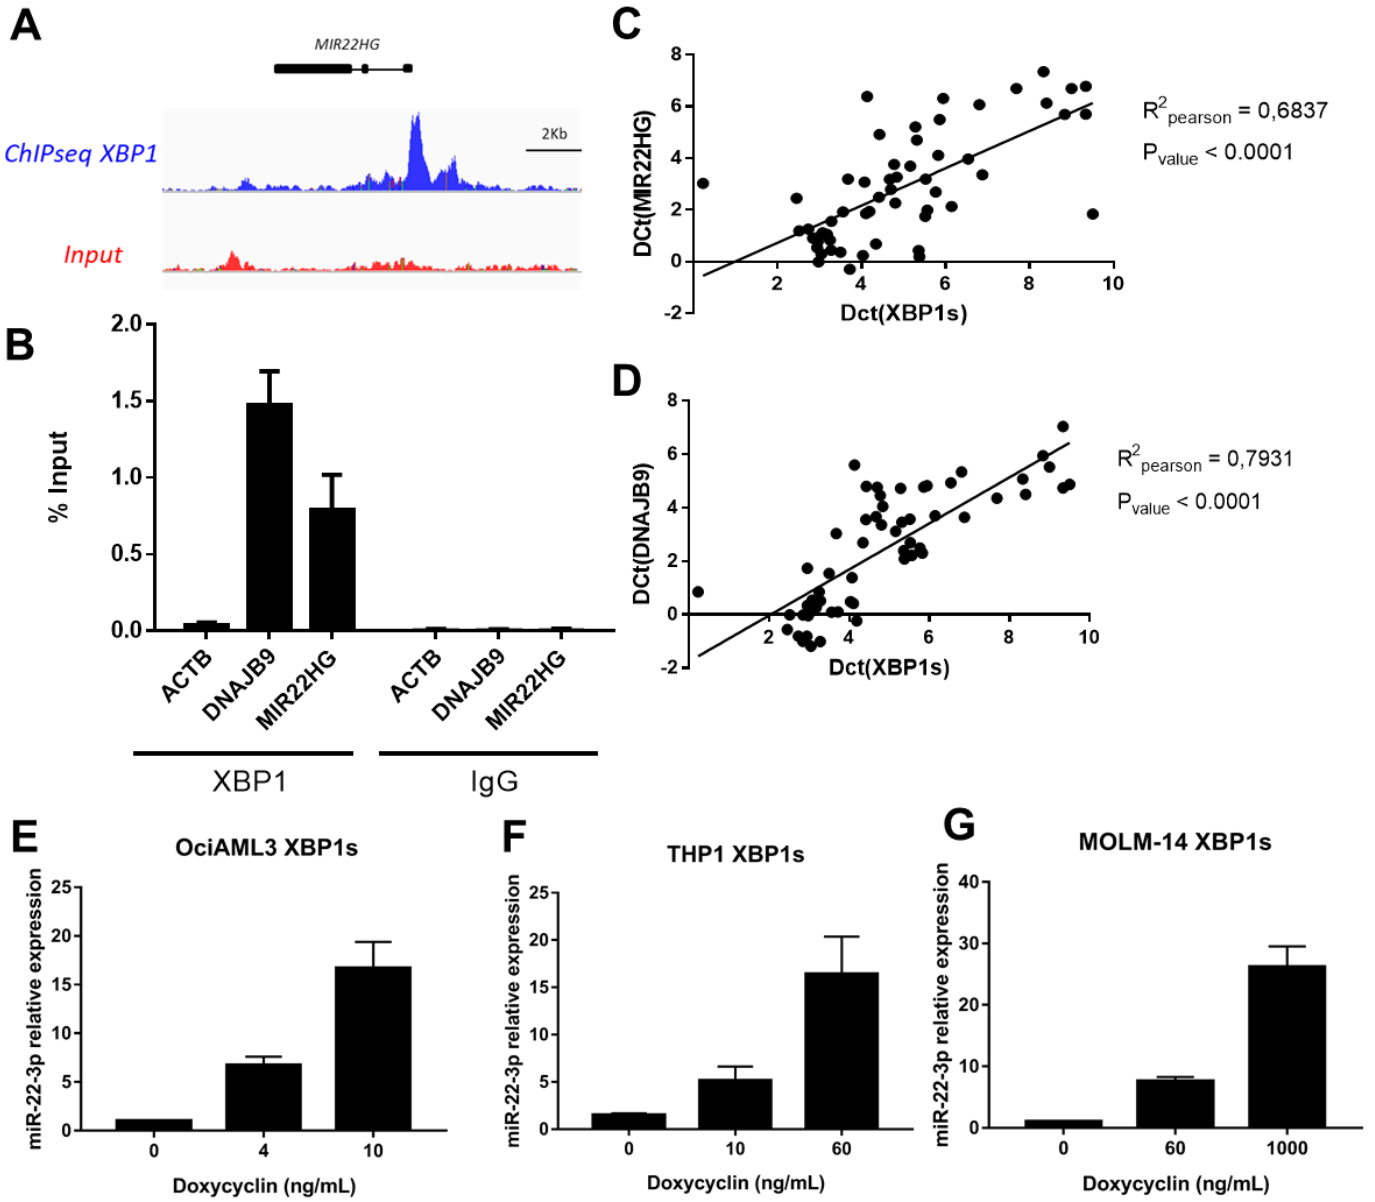 A
MIR22HG
ChIPseq XBP1
2Kb
Input
B
2.0
1.5
1.0
0.5
0.0
% Input
ACTB
DNAJB9
MIR22HG
ACTB
DNAJB9
MIR22HG
XBP1
IgG
C
8
6
4
2
0
-2
DCt(MIR22HG)
2
4
6
8
10
Dct(XBP1s)
R2pearson = 0,6837
Pvalue < 0.0001
D
8
6
4
2
0
-2
DCt(DNAJB9)
2
4
6
8
10
Dct(XBP1s)
R2pearson = 0,7931
Pvalue < 0.0001
E
OciAML3 XBP1s
miR-22-3p relative expression
25
20
15
10
5
0
0
4
10
Doxycyclin (ng/mL)
F
THP1 XBP1s
miR-22-3p relative expression
25
20
15
10
5
0
0
10
60
Doxycyclin (ng/mL)
G
MOLM-14 XBP1s
miR-22-3p relative expression
40
30
20
10
0
0
60
1000
Doxycyclin (ng/mL)